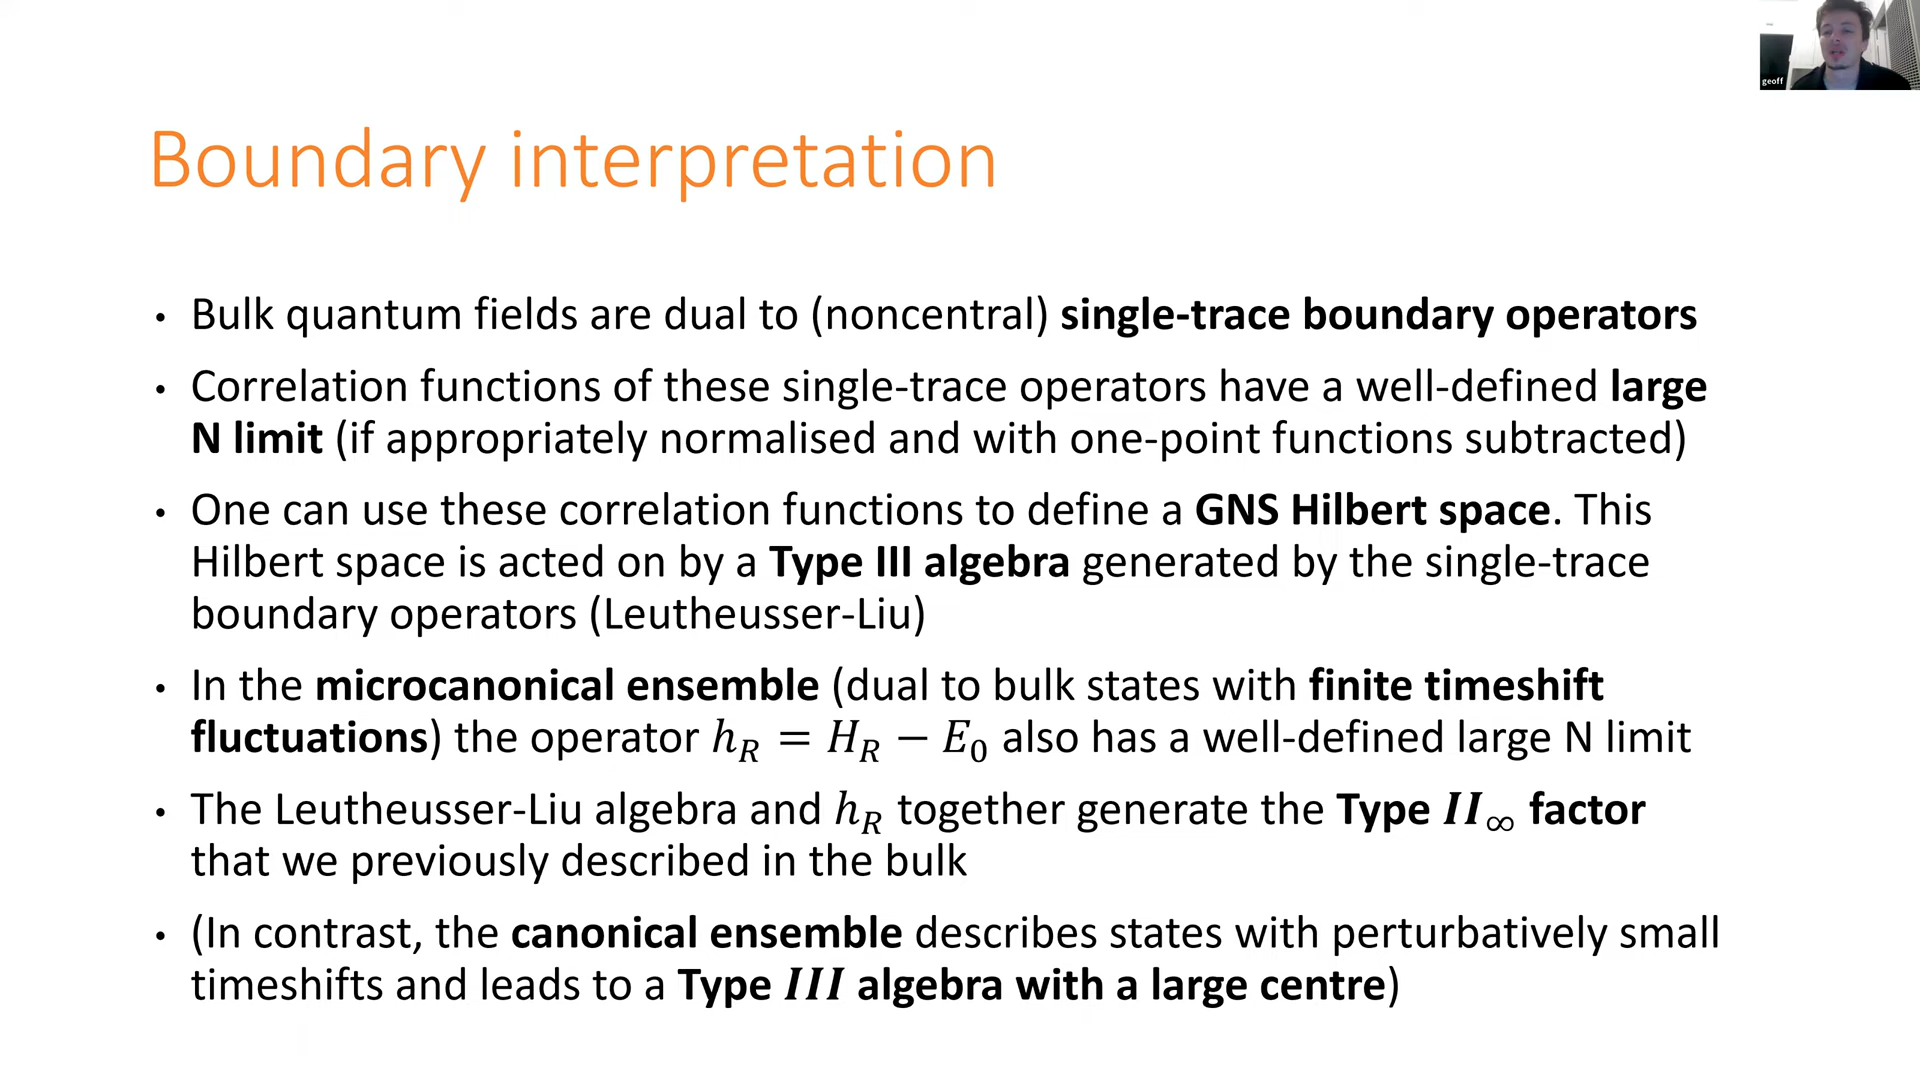 geoff
Boundary interpretation
• Bulk quantum fields are dual to (noncentral) single-trace boundary operators
• Correlation functions of these single-trace operators have a well-defined large
N limit (if appropriately normalised and with one-point functions subtracted)
• One can use these correlation functions to define a GNS Hilbert space. This
Hilbert space is acted on by a Type III algebra generated by the single-trace
boundary operators (Leutheusser-Liu)
• In the microcanonical ensemble (dual to bulk states with finite timeshift
fluctuations) the operator h_R = H_R − E_0 also has a well-defined large N limit
• The Leutheusser-Liu algebra and h_R together generate the Type II_∞ factor
that we previously described in the bulk
• (In contrast, the canonical ensemble describes states with perturbatively small
timeshifts and leads to a Type III algebra with a large centre)